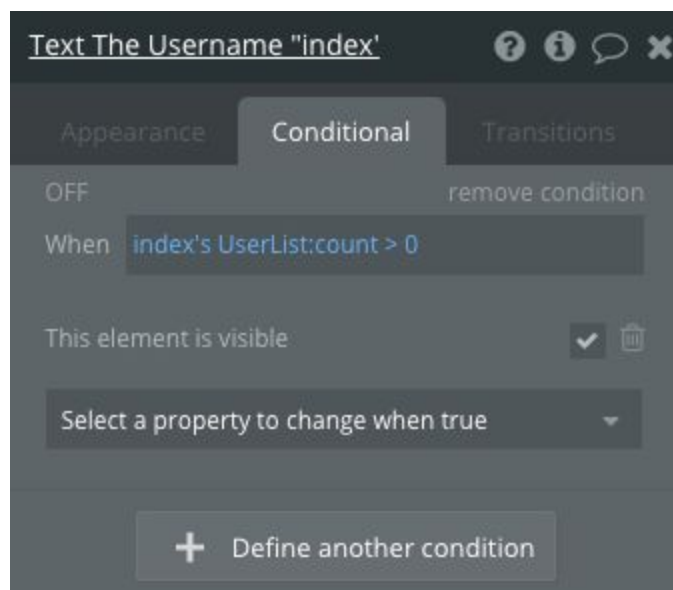 Text The Username "index'
Appearance Conditional Transitions
OFF remove condition
When index's UserList:count > 0
This element is visible
Select a property to change when true
Define another condition